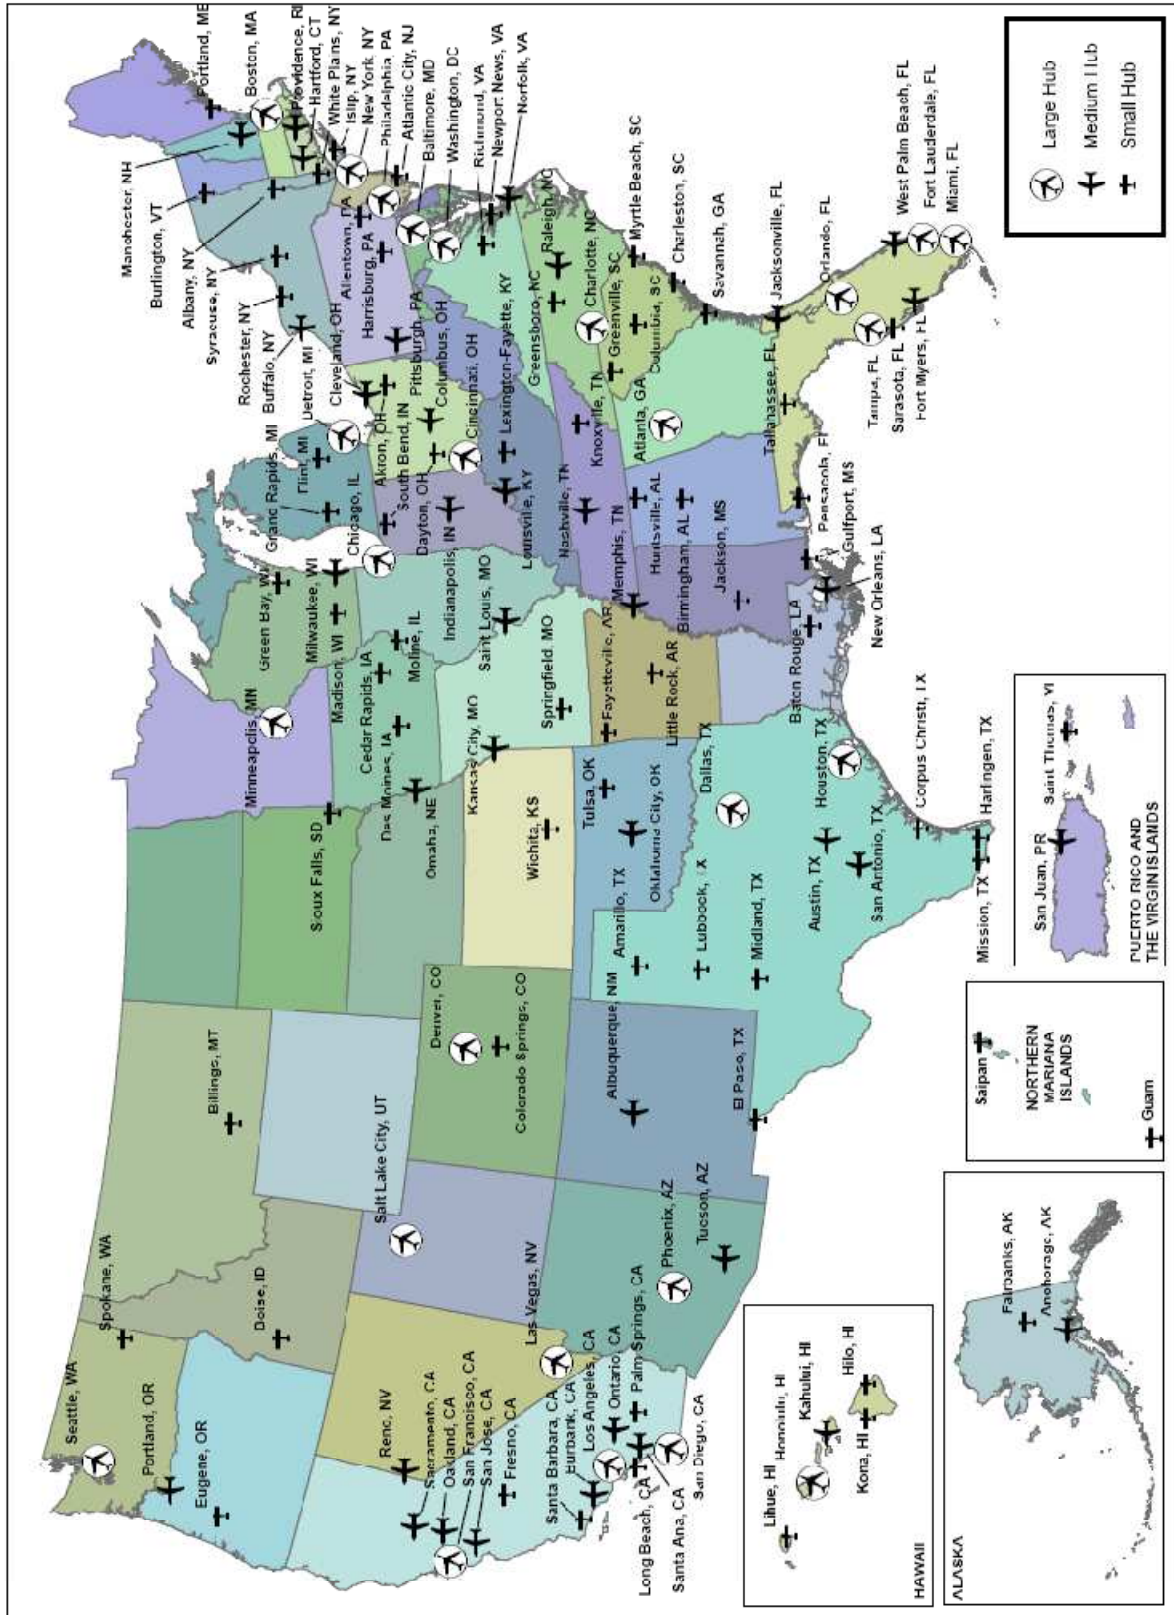 Seattle, WA
Spokane, WA
Portland, OR
Eugene, OR
Billings, MT
Boise, ID
Salt Lake City, UT
Reno, NV
Las Vegas, NV
Sacramento, CA
Oakland, CA
San Francisco, CA
San Jose, CA
Fresno, CA
Santa Barbara, CA
Burbank, CA
Los Angeles, CA
Ontario, CA
Palm Springs, CA
Long Beach, CA
Santa Ana, CA
San Diego, CA
Phoenix, AZ
Tucson, AZ
Denver, CO
Colorado Springs, CO
Albuquerque, NM
El Paso, TX
Amarillo, TX
Lubbock, TX
Midland, TX
Dallas, TX
Austin, TX
San Antonio, TX
Houston, TX
Corpus Christi, TX
Harlingen, TX
Mission, TX
Minneapolis, MN
Sioux Falls, SD
Omaha, NE
Wichita, KS
Tulsa, OK
Oklahoma City, OK
Des Moines, IA
Cedar Rapids, IA
Moline, IL
Madison, WI
Milwaukee, WI
Green Bay, WI
Chicago, IL
Kansas City, MO
Springfield, MO
Saint Louis, MO
Fayetteville, AR
Little Rock, AR
Baton Rouge, LA
New Orleans, LA
Gulfport, MS
Jackson, MS
Pensacola, FL
Birmingham, AL
Huntsville, AL
Memphis, TN
Nashville, TN
Knoxville, TN
Louisville, KY
Lexington-Fayette, KY
Indianapolis, IN
South Bend, IN
Dayton, OH
Cincinnati, OH
Columbus, OH
Akron, OH
Cleveland, OH
Grand Rapids, MI
Flint, MI
Detroit, MI
Pittsburgh, PA
Harrisburg, PA
Allentown, PA
Philadelphia, PA
Buffalo, NY
Rochester, NY
Syracuse, NY
Albany, NY
Burlington, VT
Manchester, NH
Portland, ME
Boston, MA
Providence, RI
Hartford, CT
White Plains, NY
Islip, NY
New York, NY
Atlantic City, NJ
Baltimore, MD
Washington, DC
Richmond, VA
Newport News, VA
Norfolk, VA
Raleigh, NC
Greensboro, NC
Charlotte, NC
Greenville, SC
Columbia, SC
Myrtle Beach, SC
Charleston, SC
Savannah, GA
Atlanta, GA
Tallahassee, FL
Jacksonville, FL
Orlando, FL
Tampa, FL
Sarasota, FL
Fort Myers, FL
West Palm Beach, FL
Fort Lauderdale, FL
Miami, FL
Lihue, HI
Honolulu, HI
Kahului, HI
Hilo, HI
Kona, HI
HAWAII
Fairbanks, AK
Anchorage, AK
ALASKA
Saipan
NORTHERN
MARIANA
ISLANDS
Guam
San Juan, PR
Saint Thomas, VI
PUERTO RICO AND
THE VIRGIN ISLANDS
Large Hub
Medium Hub
Small Hub